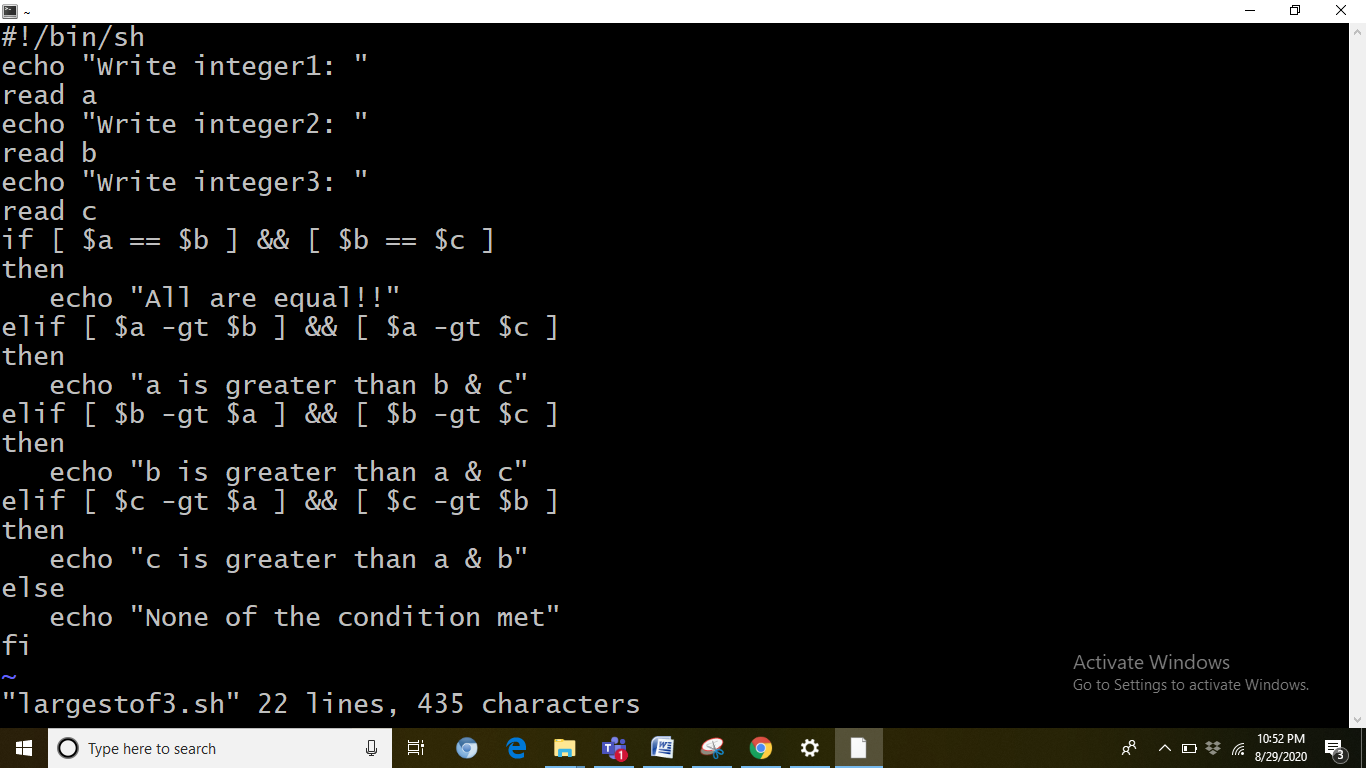 ~
#!/bin/sh
echo "Write integer1: "
read a
echo "Write integer2: "
read b
echo "Write integer3: "
read c
if [ $a == $b ] && [ $b == $c ]
then
   echo "All are equal!!"
elif [ $a -gt $b ] && [ $a -gt $c ]
then
   echo "a is greater than b & c"
elif [ $b -gt $a ] && [ $b -gt $c ]
then
   echo "b is greater than a & c"
elif [ $c -gt $a ] && [ $c -gt $b ]
then
   echo "c is greater than a & b"
else
   echo "None of the condition met"
fi
~
"largestof3.sh" 22 lines, 435 characters
Activate Windows
Go to Settings to activate Windows.
Type here to search
1
10:52 PM
8/29/2020
3